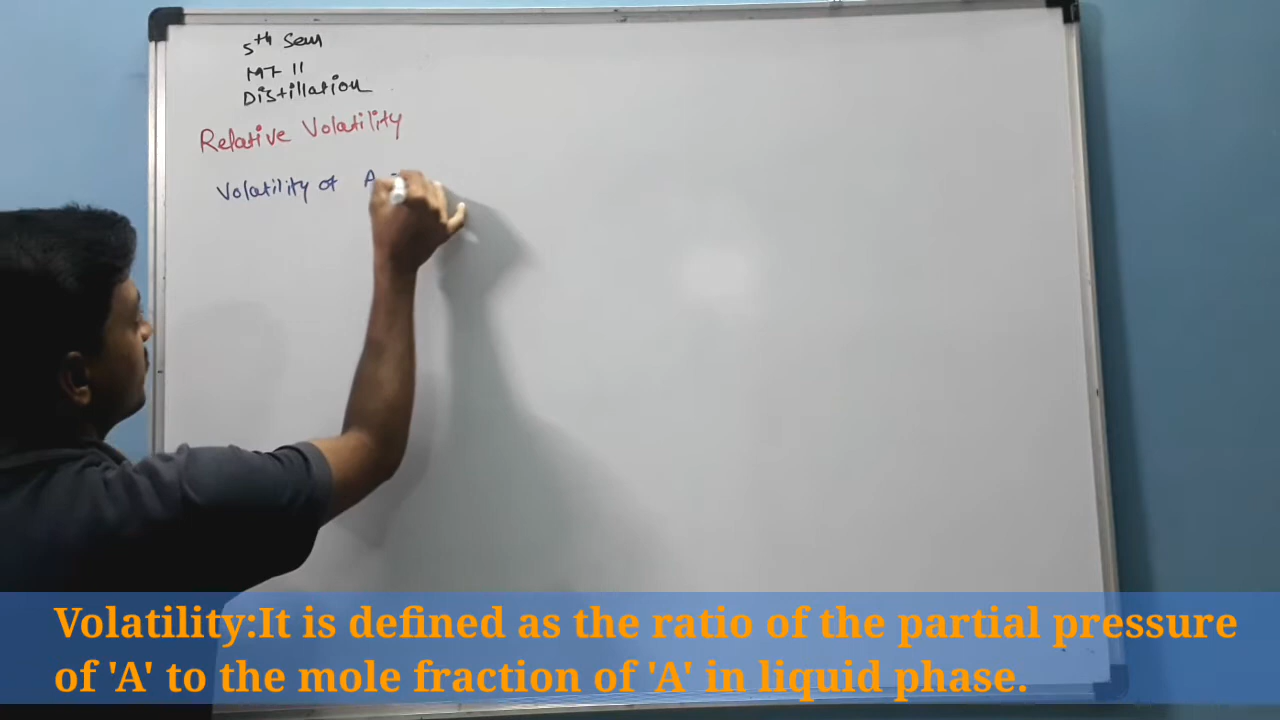 5th Sem
MT II
Distillation
Relative Volatility
Volatility of A =
Volatility:It is defined as the ratio of the partial pressure
of 'A' to the mole fraction of 'A' in liquid phase.